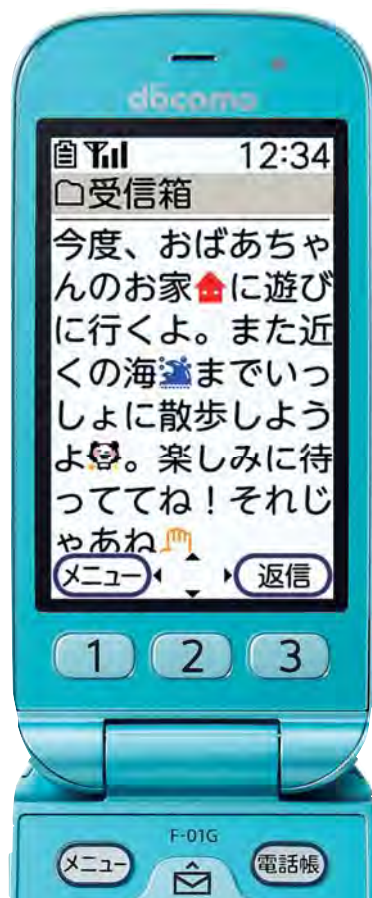 docomo
12:34
受信箱
今度、おばあちゃ
んのお家に遊び
に行くよ。また近
くの海までいっ
しょに散歩しよう
よ。楽しみに待
っててね！それじ
ゃあね
メニュー 返信
1 2 3
F-01G
メニュー 電話帳